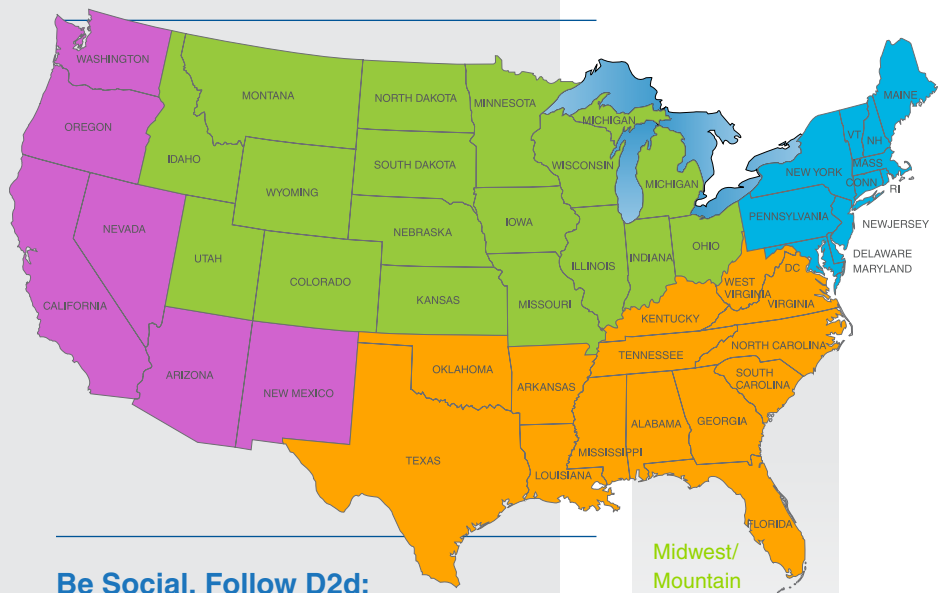 WASHINGTON
OREGON
IDAHO
MONTANA
NORTH DAKOTA
MINNESOTA
MICHIGAN
WISCONSIN
SOUTH DAKOTA
WYOMING
NEVADA
UTAH
CALIFORNIA
COLORADO
NEBRASKA
IOWA
KANSAS
MISSOURI
ILLINOIS
INDIANA
MICHIGAN
OHIO
MAINE
VT
NH
MASS
NEW YORK
CONN
RI
PENNSYLVANIA
NEWJERSEY
DELAWARE
MARYLAND
DC
WEST
VIRGINIA
VIRGINIA
KENTUCKY
NORTH CAROLINA
TENNESSEE
SOUTH
CAROLINA
ARIZONA
NEW MEXICO
OKLAHOMA
ARKANSAS
TEXAS
LOUISIANA
MISSISSIPPI
ALABAMA
GEORGIA
FLORIDA
Midwest/
Mountain
Be Social. Follow D2d: